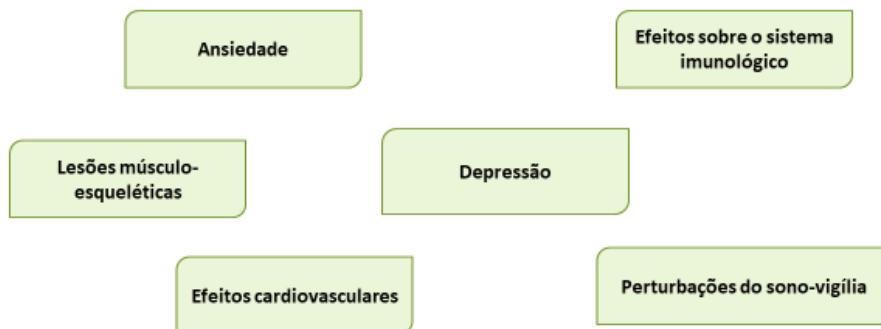 Ansiedade
Efeitos sobre o sistema
imunológico
Lesões músculo-
esqueléticas
Depressão
Efeitos cardiovasculares
Perturbações do sono-vigília